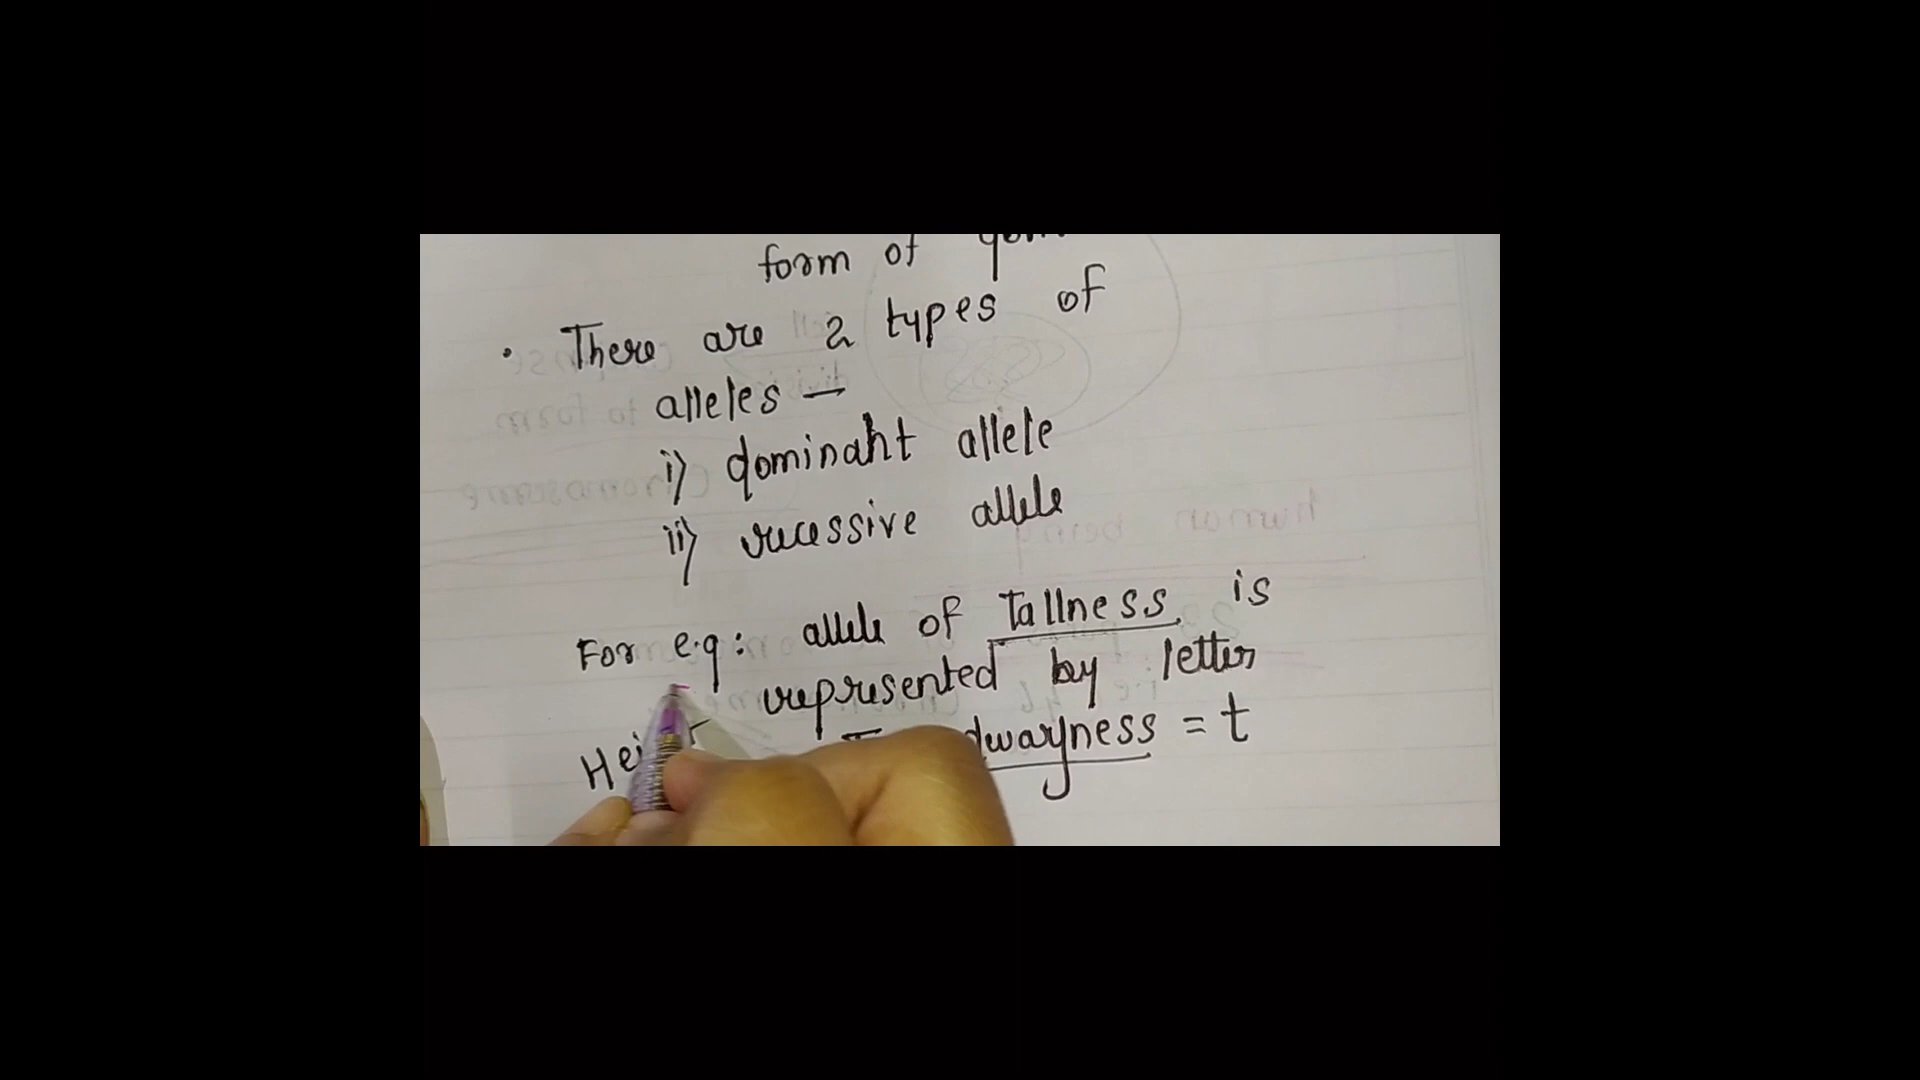 form of
• There are 2 types of
alleles —
i) dominant allele
ii) recessive allele
For e.g: allele of Tallness is
represented by letter
dwarfness = t